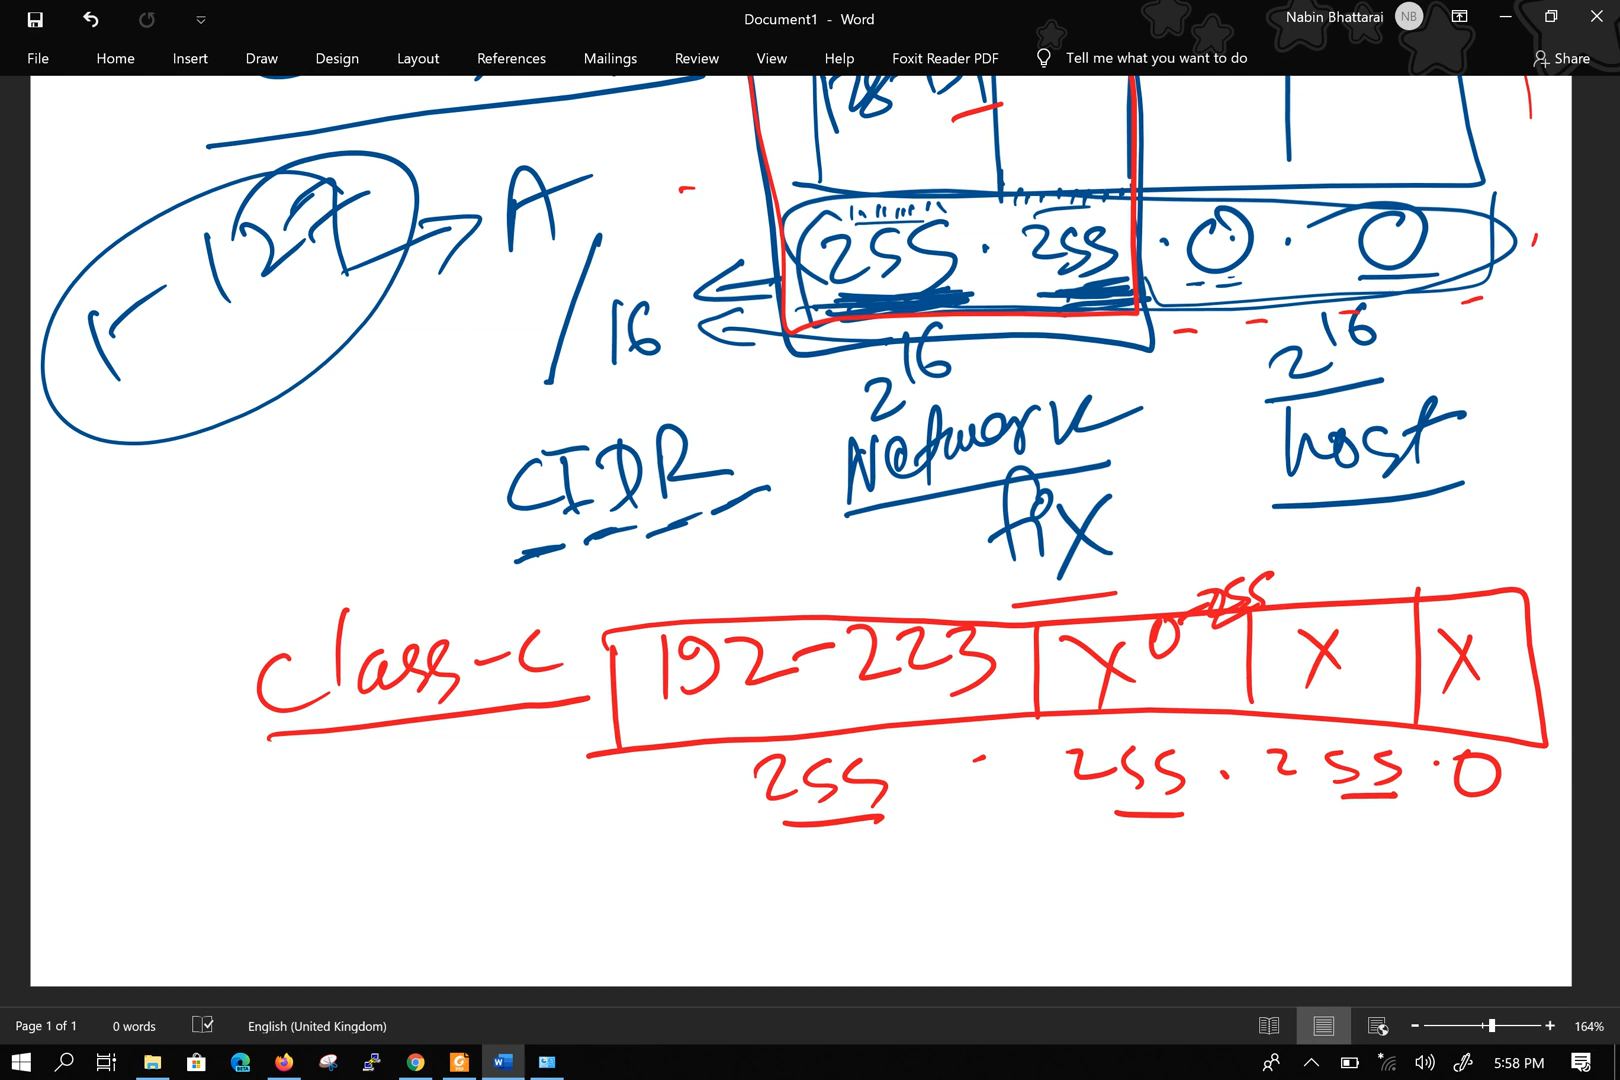 Document1 - Word
Nabin Bhattarai NB
File Home Insert Draw Design Layout References Mailings Review View Help Foxit Reader PDF Tell me what you want to do Share
1 - 127 → A
255 . 255 . 0 . 0
/ 16
2^16 2^16
Network host
fix
CIDR
class-c 192-223 X 0-255 X X
255 . 255 . 255 . 0
Page 1 of 1 0 words English (United Kingdom) 164%
BETA
5:58 PM